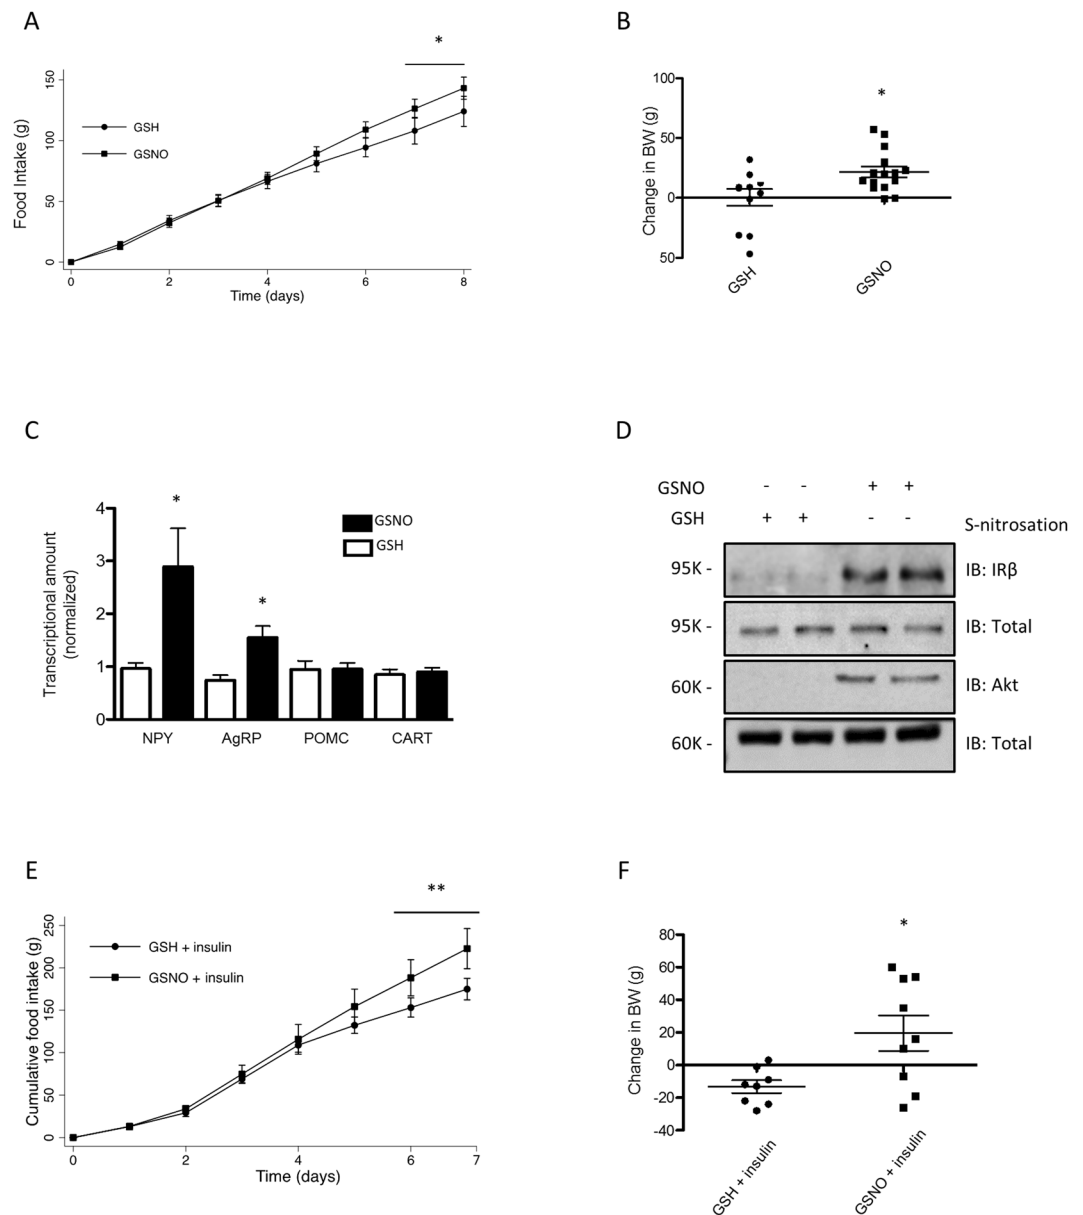 A
*
Food Intake (g)
150
100
50
0
GSH
GSNO
0 2 4 6 8
Time (days)
B
*
Change in BW (g)
100
50
0
50
GSH
GSNO
C
*
*
Transcriptional amount
(normalized)
4
3
2
1
0
GSNO
GSH
NPY AgRP POMC CART
D
GSNO - - + +
GSH + + - -
S-nitrosation
95K - IB: IRβ
95K - IB: Total
60K - IB: Akt
60K - IB: Total
E
**
Cumulative food intake (g)
250
200
150
100
50
0
GSH + insulin
GSNO + insulin
0 2 4 6 7
Time (days)
F
*
Change in BW (g)
80
60
40
20
0
-20
-40
GSH + insulin
GSNO + insulin